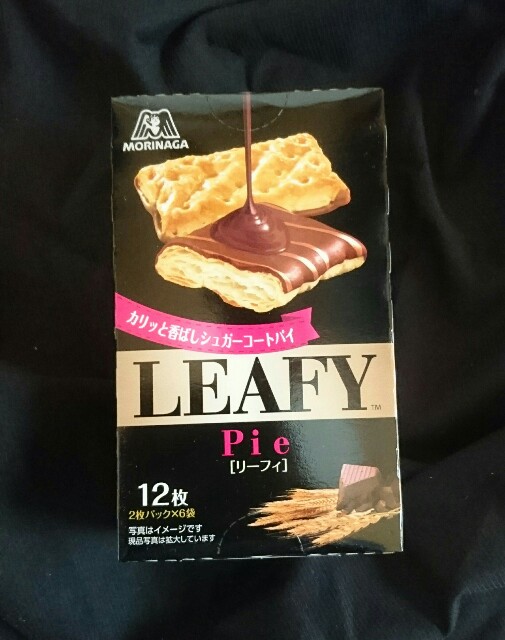 MORINAGA
カリッと香ばしシュガーコートパイ
LEAFY™
Pie
[リーフィ]
12枚
2枚パック×6袋
写真はイメージです
現品写真は拡大しています